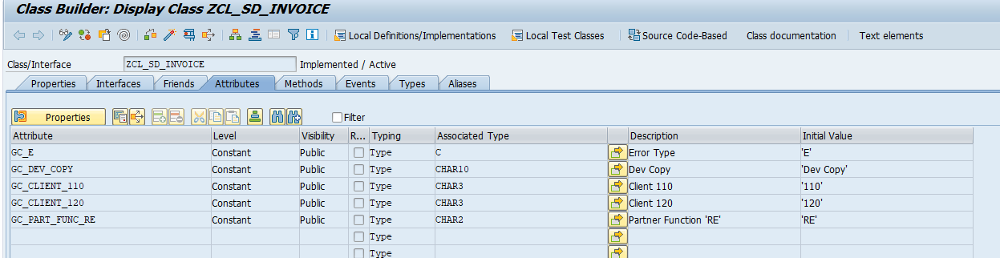 Class Builder: Display Class ZCL_SD_INVOICE
Local Definitions/Implementations Local Test Classes Source Code-Based Class documentation Text elements
Class/Interface ZCL_SD_INVOICE Implemented / Active
Properties Interfaces Friends Attributes Methods Events Types Aliases
Properties Filter
Attribute Level Visibility R... Typing Associated Type Description Initial Value
GC_E Constant Public Type C Error Type 'E'
GC_DEV_COPY Constant Public Type CHAR10 Dev Copy 'Dev Copy'
GC_CLIENT_110 Constant Public Type CHAR3 Client 110 '110'
GC_CLIENT_120 Constant Public Type CHAR3 Client 120 '120'
GC_PART_FUNC_RE Constant Public Type CHAR2 Partner Function 'RE' 'RE'
Type
Type